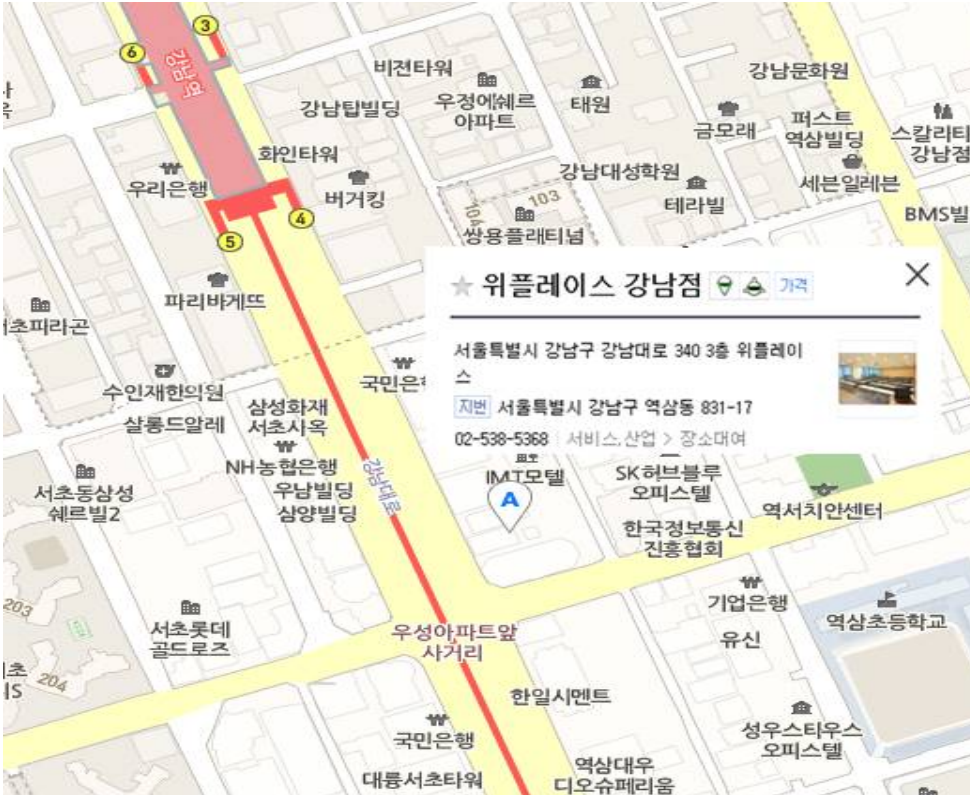 3
6
강남역
비젼타워
강남문화원
강남팁빌딩
우정에쉐르
아파트
태원
금모래
퍼스트
역삼빌딩
스칼라티
강남점
화인타워
우리은행
버거킹
강남대성학원
테라빌
세븐일레븐
103
104
BMS빌
4
5
쌍용플래티넘
파리바게뜨
위플레이스 강남점
가격
서울특별시 강남구 강남대로 340 3층 위플레이
스
지번 서울특별시 강남구 역삼동 831-17
02-538-5368 서비스,산업 > 장소대여
초피라곤
국민은
수인재한의원
살롱드알레
삼성화재
서초사옥
NH농협은행
우남빌딩
삼양빌딩
강남대로
서초동삼성
쉐르빌2
IMT모텔
A
SK허브블루
오피스텔
역서치안센터
한국정보통신
진흥협회
203
서초롯데
골드로즈
우성아파트앞
사거리
기업은행
유신
역삼초등학교
204
한일시멘트
국민은행
대륭서초타워
성우스타우스
오피스텔
역삼대우
디오슈페리움